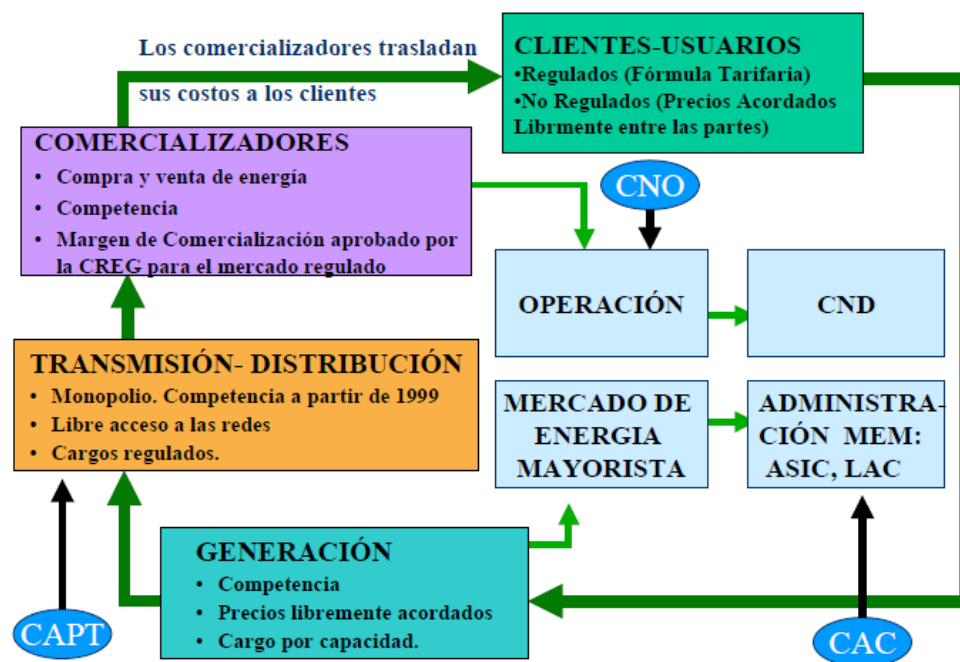 Los comercializadores trasladan
sus costos a los clientes
CLIENTES-USUARIOS
•Regulados (Fórmula Tarifaria)
•No Regulados (Precios Acordados
Librmente entre las partes)
COMERCIALIZADORES
• Compra y venta de energía
• Competencia
• Margen de Comercialización aprobado por
la CREG para el mercado regulado
CNO
OPERACIÓN
CND
TRANSMISIÓN- DISTRIBUCIÓN
• Monopolio. Competencia a partir de 1999
• Libre acceso a las redes
• Cargos regulados.
MERCADO DE
ENERGIA
MAYORISTA
ADMINISTRA-
CIÓN MEM:
ASIC, LAC
GENERACIÓN
• Competencia
• Precios libremente acordados
• Cargo por capacidad.
CAPT
CAC